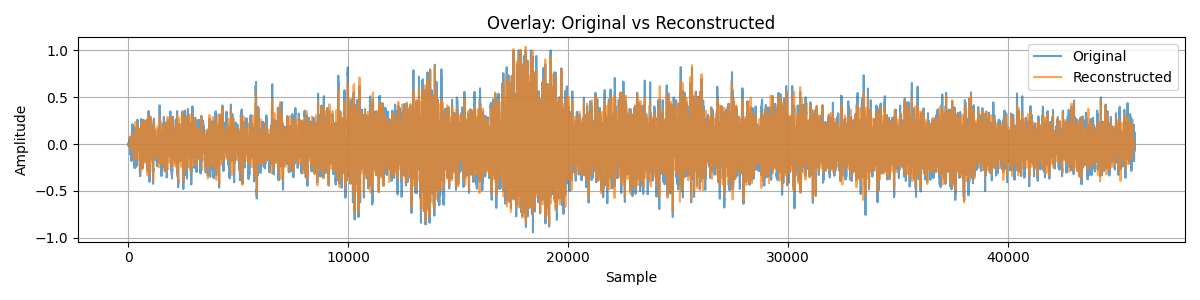 Overlay: Original vs Reconstructed
Amplitude
1.0
0.5
0.0
−0.5
−1.0
Original
Reconstructed
0
10000
20000
30000
40000
Sample